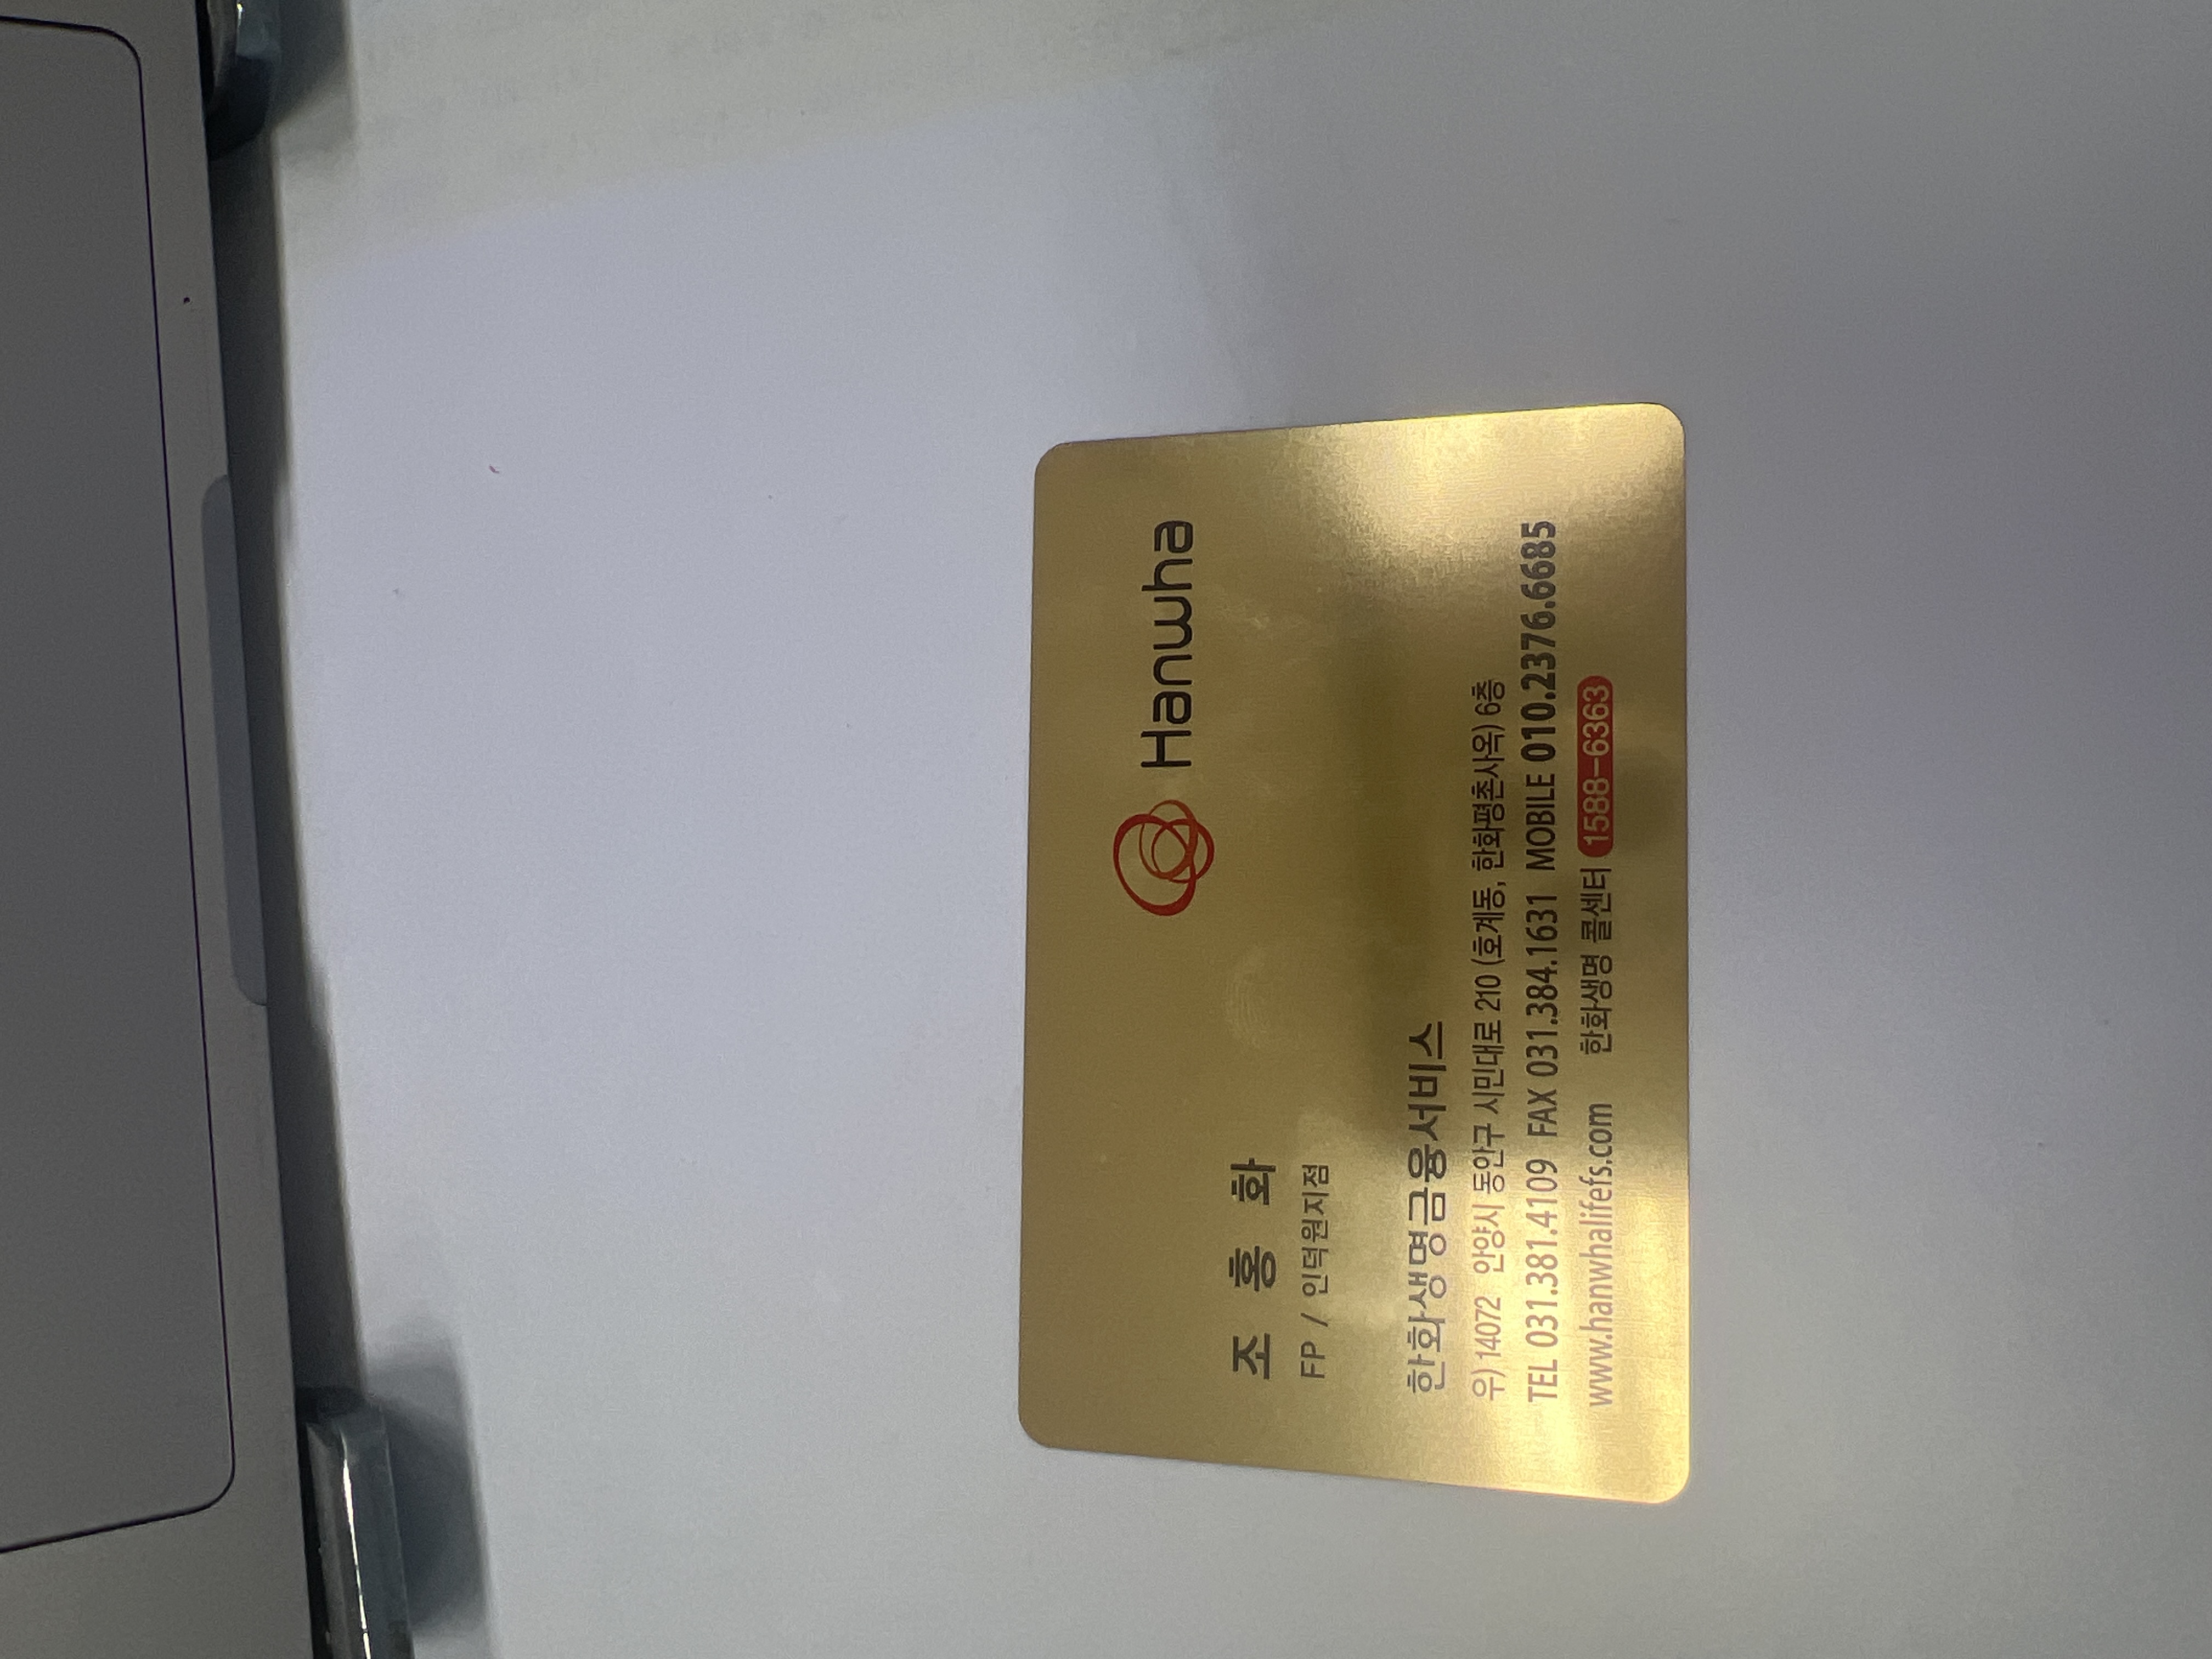 Hanwha
조 홍 화
FP / 인덕원지점
한화생명금융서비스
우) 14072 안양시 동안구 시민대로 210 (호계동, 한화평촌사옥) 6층
TEL 031.381.4109 FAX 031.384.1631 MOBILE 010.2376.6685
www.hanwhalifefs.com 한화생명 콜센터 1588-6363